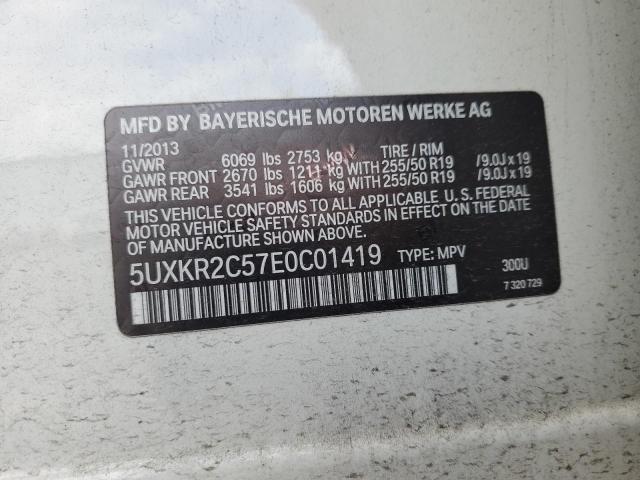 MFD BY BAYERISCHE MOTOREN WERKE AG
11/2013 TIRE / RIM
GVWR 6069 lbs 2753 kg
GAWR FRONT 2670 lbs 1211 kg WITH 255/50 R19 /9.0J x 19
GAWR REAR 3541 lbs 1606 kg WITH 255/50 R19 /9.0J x 19
THIS VEHICLE CONFORMS TO ALL APPLICABLE U.S. FEDERAL
MOTOR VEHICLE SAFETY STANDARDS IN EFFECT ON THE
DATE OF MANUFACTURE SHOWN ABOVE.
5UXKR2C57E0C01419 TYPE: MPV 300U
7 320 729